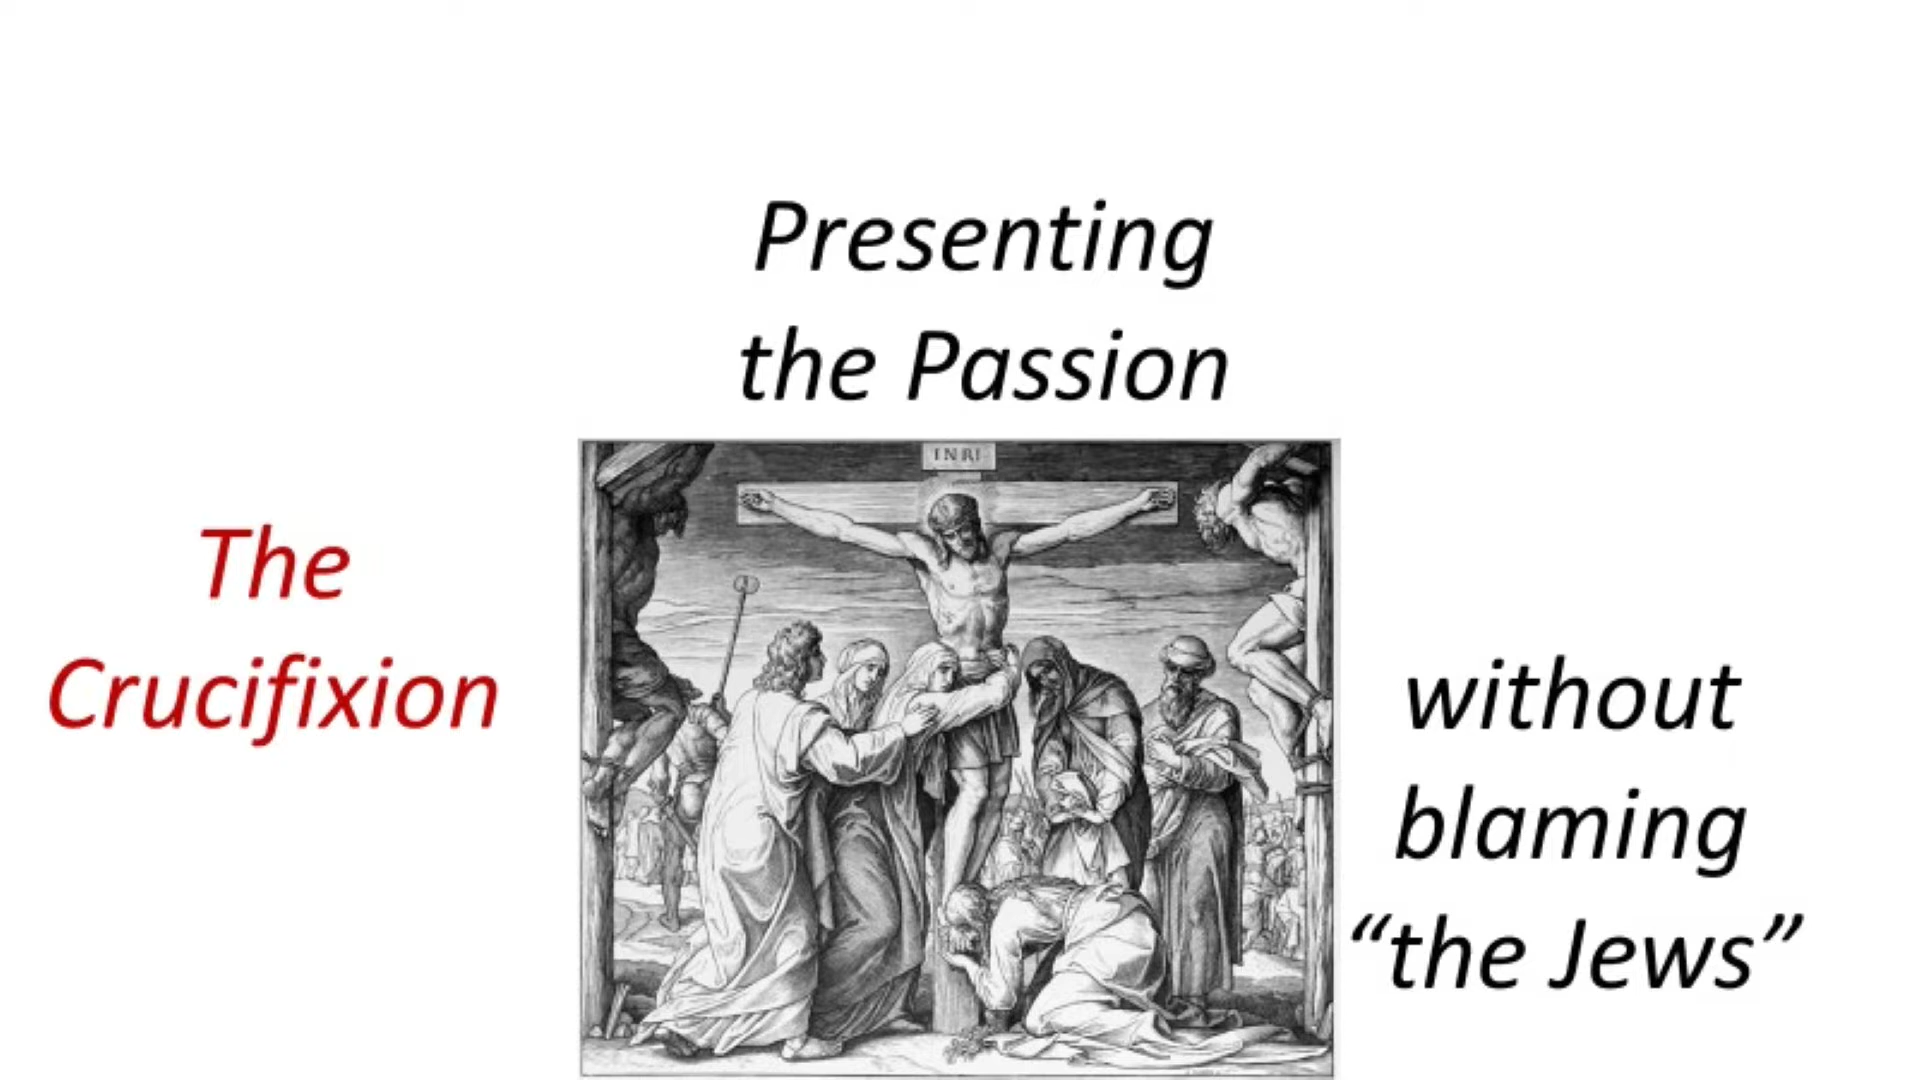 Presenting
the Passion
INRI
The
Crucifixion
without
blaming
“the Jews”